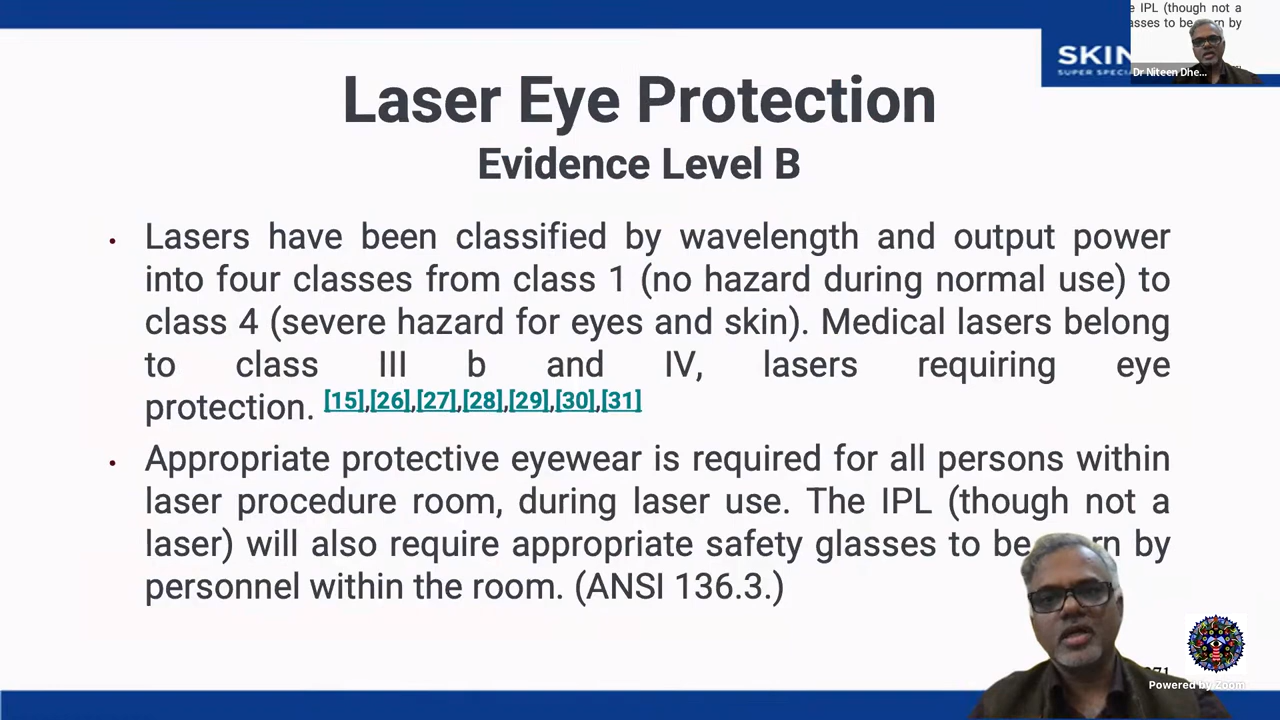 e IPL (though not a
asses to be rn by
SKIN
SUPER SPECI
Dr Niteen Dhe...
Laser Eye Protection
Evidence Level B
• Lasers have been classified by wavelength and output power
into four classes from class 1 (no hazard during normal use) to
class 4 (severe hazard for eyes and skin). Medical lasers belong
to class III b and IV, lasers requiring eye
protection. [15],[26],[27],[28],[29],[30],[31]
• Appropriate protective eyewear is required for all persons within
laser procedure room, during laser use. The IPL (though not a
laser) will also require appropriate safety glasses to be rn by
personnel within the room. (ANSI 136.3.)
Powered by Zoom